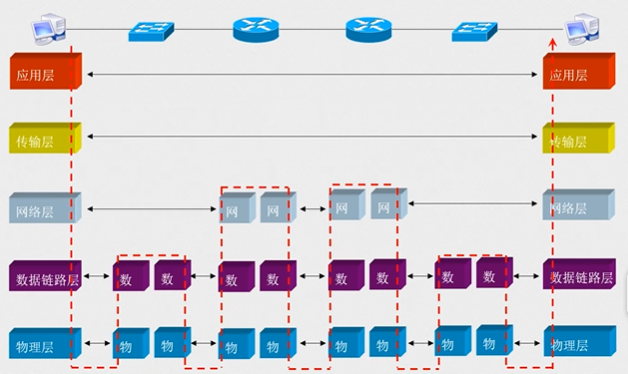 应用层 应用层
传输层 传输层
网络层 网 网 网 网 网络层
数据链路层 数 数 数 数 数 数 数 数 数据链路层
物理层 物 物 物 物 物 物 物 物 物理层